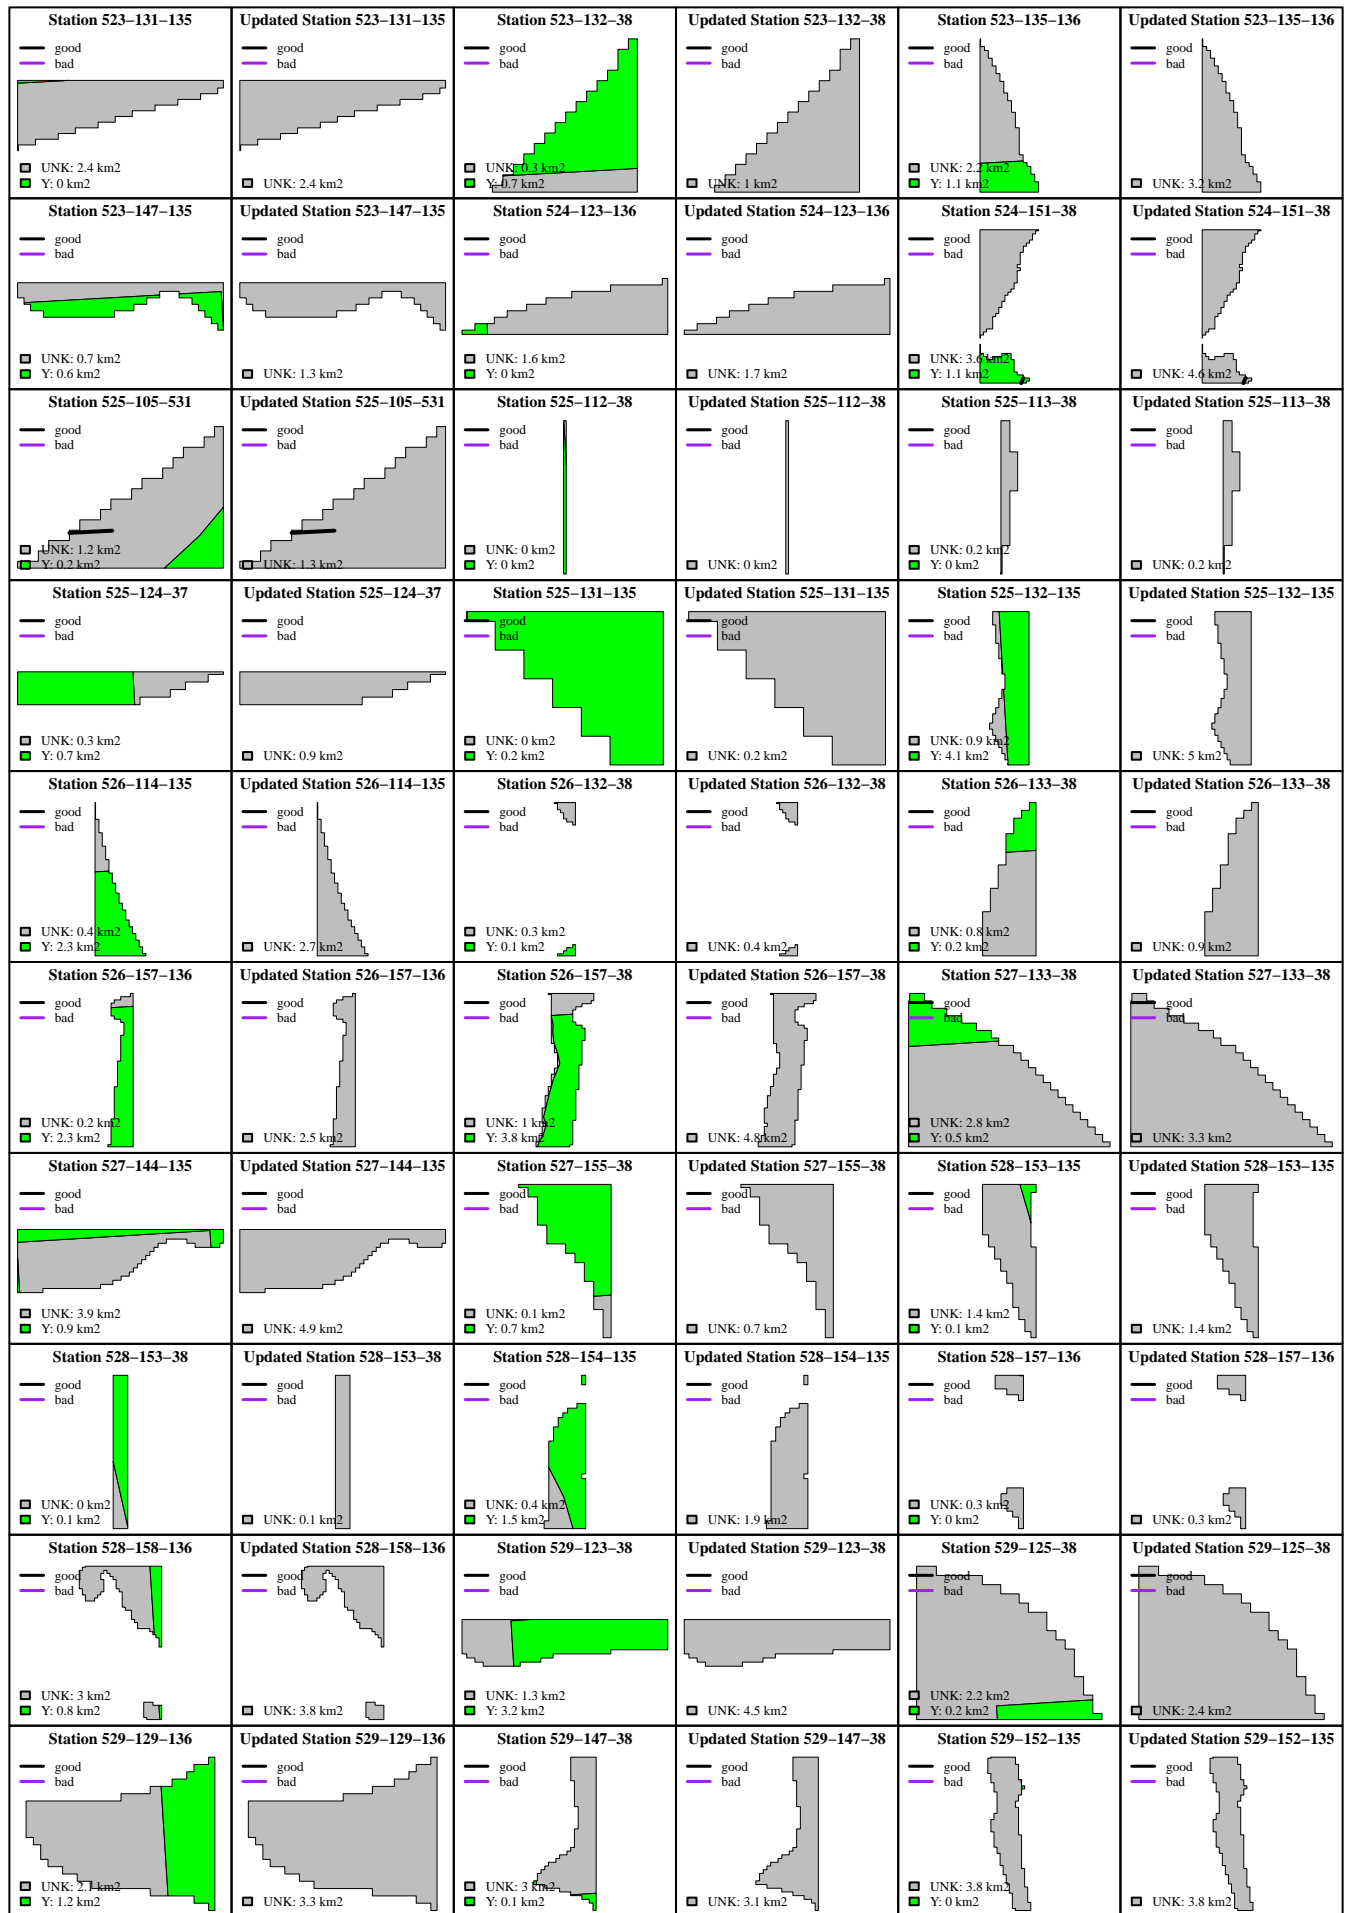 Station 523−131−135
good
bad
UNK: 2.4 km2
Y: 0 km2
Updated Station 523−131−135
good
bad
UNK: 2.4 km2
Station 523−132−38
good
bad
UNK: 0.3 km2
Y: 0.7 km2
Updated Station 523−132−38
good
bad
UNK: 1 km2
Station 523−135−136
good
bad
UNK: 2.2 km2
Y: 1.1 km2
Updated Station 523−135−136
good
bad
UNK: 3.2 km2
Station 523−147−135
good
bad
UNK: 0.7 km2
Y: 0.6 km2
Updated Station 523−147−135
good
bad
UNK: 1.3 km2
Station 524−123−136
good
bad
UNK: 1.6 km2
Y: 0 km2
Updated Station 524−123−136
good
bad
UNK: 1.7 km2
Station 524−151−38
good
bad
UNK: 3.6 km2
Y: 1.1 km2
Updated Station 524−151−38
good
bad
UNK: 4.6 km2
Station 525−105−531
good
bad
UNK: 1.2 km2
Y: 0.2 km2
Updated Station 525−105−531
good
bad
UNK: 1.3 km2
Station 525−112−38
good
bad
UNK: 0 km2
Y: 0 km2
Updated Station 525−112−38
good
bad
UNK: 0 km2
Station 525−113−38
good
bad
UNK: 0.2 km2
Y: 0 km2
Updated Station 525−113−38
good
bad
UNK: 0.2 km2
Station 525−124−37
good
bad
UNK: 0.3 km2
Y: 0.7 km2
Updated Station 525−124−37
good
bad
UNK: 0.9 km2
Station 525−131−135
good
bad
UNK: 0 km2
Y: 0.2 km2
Updated Station 525−131−135
good
bad
UNK: 0.2 km2
Station 525−132−135
good
bad
UNK: 0.9 km2
Y: 4.1 km2
Updated Station 525−132−135
good
bad
UNK: 5 km2
Station 526−114−135
good
bad
UNK: 0.4 km2
Y: 2.3 km2
Updated Station 526−114−135
good
bad
UNK: 2.7 km2
Station 526−132−38
good
bad
UNK: 0.3 km2
Y: 0.1 km2
Updated Station 526−132−38
good
bad
UNK: 0.4 km2
Station 526−133−38
good
bad
UNK: 0.8 km2
Y: 0.2 km2
Updated Station 526−133−38
good
bad
UNK: 0.9 km2
Station 526−157−136
good
bad
UNK: 0.2 km2
Y: 2.3 km2
Updated Station 526−157−136
good
bad
UNK: 2.5 km2
Station 526−157−38
good
bad
UNK: 1 km2
Y: 3.8 km2
Updated Station 526−157−38
good
bad
UNK: 4.8 km2
Station 527−133−38
good
bad
UNK: 2.8 km2
Y: 0.5 km2
Updated Station 527−133−38
good
bad
UNK: 3.3 km2
Station 527−144−135
good
bad
UNK: 3.9 km2
Y: 0.9 km2
Updated Station 527−144−135
good
bad
UNK: 4.9 km2
Station 527−155−38
good
bad
UNK: 0.1 km2
Y: 0.7 km2
Updated Station 527−155−38
good
bad
UNK: 0.7 km2
Station 528−153−135
good
bad
UNK: 1.4 km2
Y: 0.1 km2
Updated Station 528−153−135
good
bad
UNK: 1.4 km2
Station 528−153−38
good
bad
UNK: 0 km2
Y: 0.1 km2
Updated Station 528−153−38
good
bad
UNK: 0.1 km2
Station 528−154−135
good
bad
UNK: 0.4 km2
Y: 1.5 km2
Updated Station 528−154−135
good
bad
UNK: 1.9 km2
Station 528−157−136
good
bad
UNK: 0.3 km2
Y: 0 km2
Updated Station 528−157−136
good
bad
UNK: 0.3 km2
Station 528−158−136
good
bad
UNK: 3 km2
Y: 0.8 km2
Updated Station 528−158−136
good
bad
UNK: 3.8 km2
Station 529−123−38
good
bad
UNK: 1.3 km2
Y: 3.2 km2
Updated Station 529−123−38
good
bad
UNK: 4.5 km2
Station 529−125−38
good
bad
UNK: 2.2 km2
Y: 0.2 km2
Updated Station 529−125−38
good
bad
UNK: 2.4 km2
Station 529−129−136
good
bad
UNK: 2.1 km2
Y: 1.2 km2
Updated Station 529−129−136
good
bad
UNK: 3.3 km2
Station 529−147−38
good
bad
UNK: 3 km2
Y: 0.1 km2
Updated Station 529−147−38
good
bad
UNK: 3.1 km2
Station 529−152−135
good
bad
UNK: 3.8 km2
Y: 0 km2
Updated Station 529−152−135
good
bad
UNK: 3.8 km2